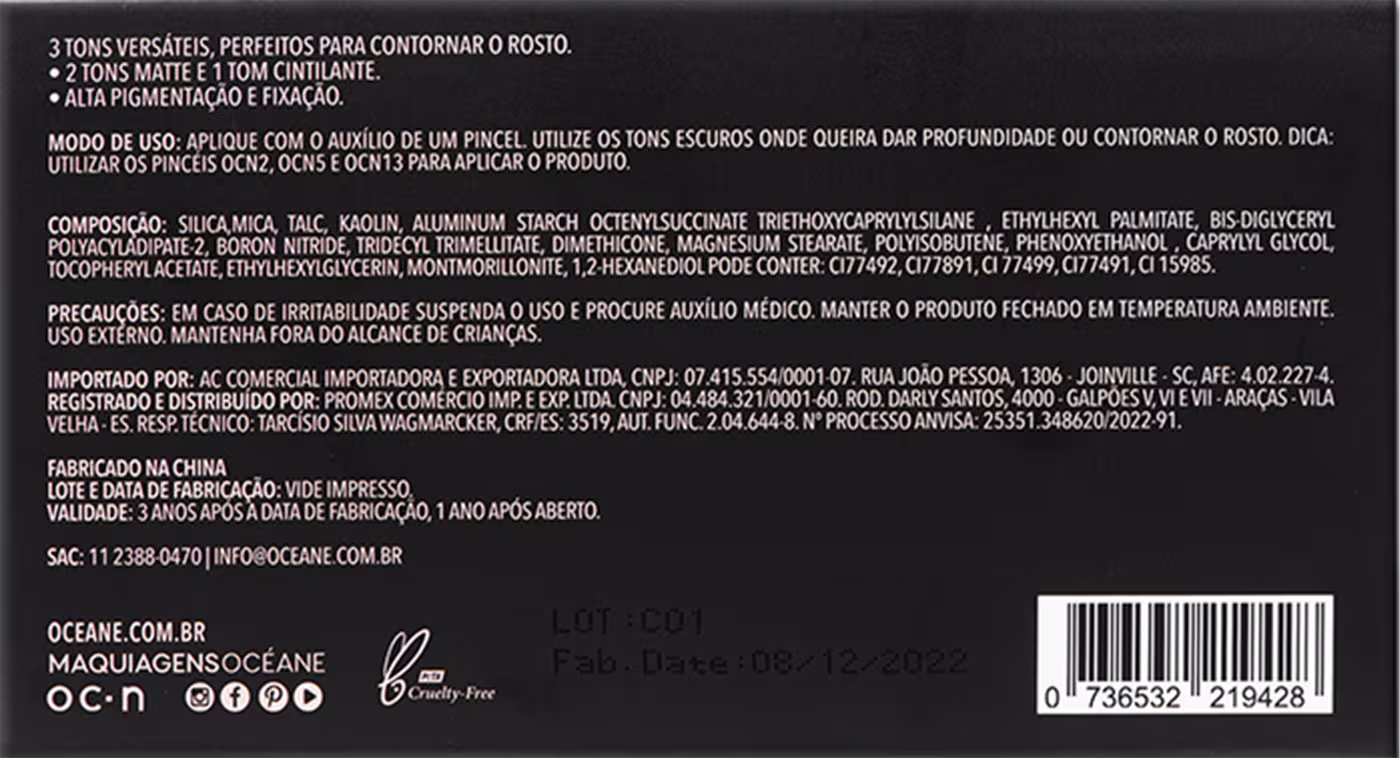 3 TONS VERSÁTEIS, PERFEITOS PARA CONTORNAR O ROSTO.
• 2 TONS MATTE E 1 TOM CINTILANTE.
• ALTA PIGMENTAÇÃO E FIXAÇÃO.
MODO DE USO: APLIQUE COM O AUXÍLIO DE UM PINCEL. UTILIZE OS TONS ESCUROS ONDE QUEIRA DAR PROFUNDIDADE OU CONTORNAR O ROSTO. DICA:
UTILIZAR OS PINCÉIS OCN2, OCN5 E OCN13 PARA APLICAR O PRODUTO.
COMPOSIÇÃO: SILICA,MICA, TALC, KAOLIN, ALUMINUM STARCH OCTENYLSUCCINATE TRIETHOXYCAPRYLYLSILANE , ETHYLHEXYL PALMITATE, BIS-DIGLYCERYL
POLYACYLADIPATE-2, BORON NITRIDE, TRIDECYL TRIMELLITATE, DIMETHICONE, MAGNESIUM STEARATE, POLYISOBUTENE, PHENOXYETHANOL , CAPRYLYL GLYCOL,
TOCOPHERYL ACETATE, ETHYLHEXYLGLYCERIN, MONTMORILLONITE, 1,2-HEXANEDIOL PODE CONTER: CI77492, CI77891, CI 77499, CI77491, CI 15985.
PRECAUÇÕES: EM CASO DE IRRITABILIDADE SUSPENDA O USO E PROCURE AUXÍLIO MÉDICO. MANTER O PRODUTO FECHADO EM TEMPERATURA AMBIENTE.
USO EXTERNO. MANTENHA FORA DO ALCANCE DE CRIANÇAS.
IMPORTADO POR: AC COMERCIAL IMPORTADORA E EXPORTADORA LTDA, CNPJ: 07.415.554/0001-07. RUA JOÃO PESSOA, 1306 - JOINVILLE - SC, AFE: 4.02.227-4.
REGISTRADO E DISTRIBUÍDO POR: PROMEX COMÉRCIO IMP. E EXP. LTDA. CNPJ: 04.484.321/0001-60. ROD. DARLY SANTOS, 4000 - GALPÕES V, VI E VII - ARAÇAS - VILA
VELHA - ES. RESP. TÉCNICO: TARCÍSIO SILVA WAGMARCKER, CRF/ES: 3519, AUT. FUNC. 2.04.644-8. Nº PROCESSO ANVISA: 25351.348620/2022-91.
FABRICADO NA CHINA
LOTE E DATA DE FABRICAÇÃO: VIDE IMPRESSO.
VALIDADE: 3 ANOS APÓS A DATA DE FABRICAÇÃO, 1 ANO APÓS ABERTO.
SAC: 11 2388-0470 | INFO@OCEANE.COM.BR
OCEANE.COM.BR
MAQUIAGENSOCÉANE
oc·n
PETA
Cruelty-Free
LOT:C01
Fab.Date:08/12/2022
0 736532 219428